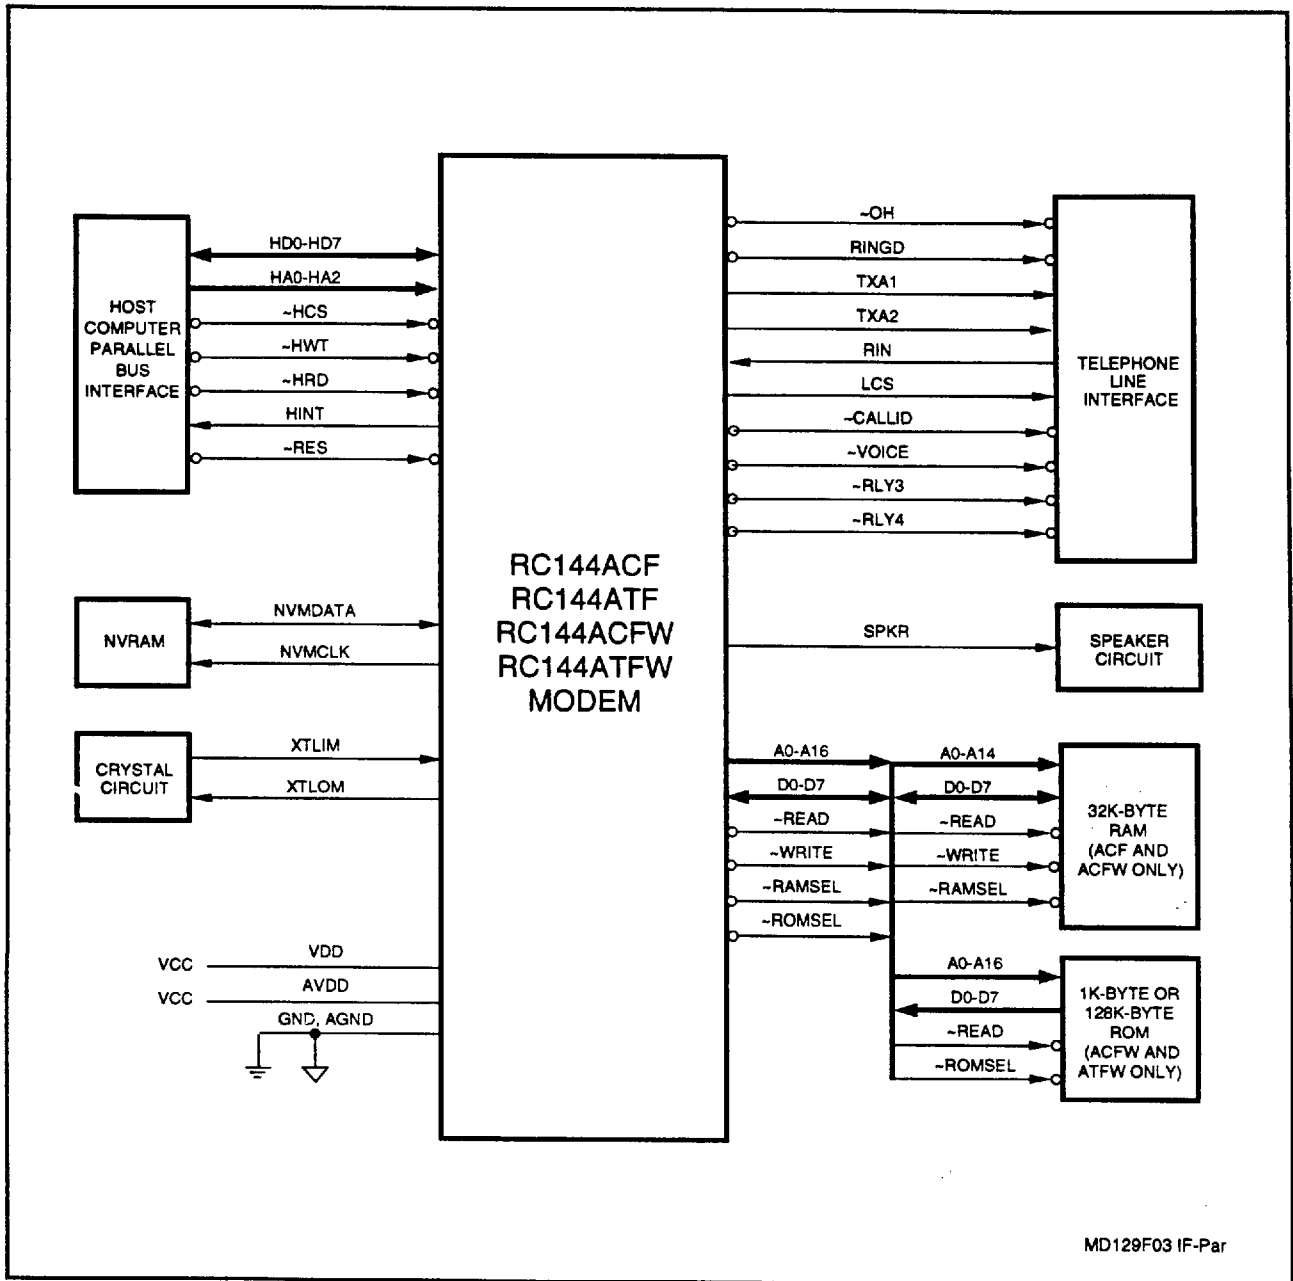 HOST
COMPUTER
PARALLEL
BUS
INTERFACE
HD0-HD7
HA0-HA2
~HCS
~HWT
~HRD
HINT
~RES
NVRAM
NVMDATA
NVMCLK
CRYSTAL
CIRCUIT
XTLIM
XTLOM
VCC
VDD
VCC
AVDD
GND, AGND
RC144ACF
RC144ATF
RC144ACFW
RC144ATFW
MODEM
~OH
RINGD
TXA1
TXA2
RIN
LCS
~CALLID
~VOICE
~RLY3
~RLY4
TELEPHONE
LINE
INTERFACE
SPKR
SPEAKER
CIRCUIT
A0-A16
D0-D7
~READ
~WRITE
~RAMSEL
~ROMSEL
A0-A14
D0-D7
~READ
~WRITE
~RAMSEL
32K-BYTE
RAM
(ACF AND
ACFW ONLY)
A0-A16
D0-D7
~READ
~ROMSEL
1K-BYTE OR
128K-BYTE
ROM
(ACFW AND
ATFW ONLY)
MD129F03 IF-Par